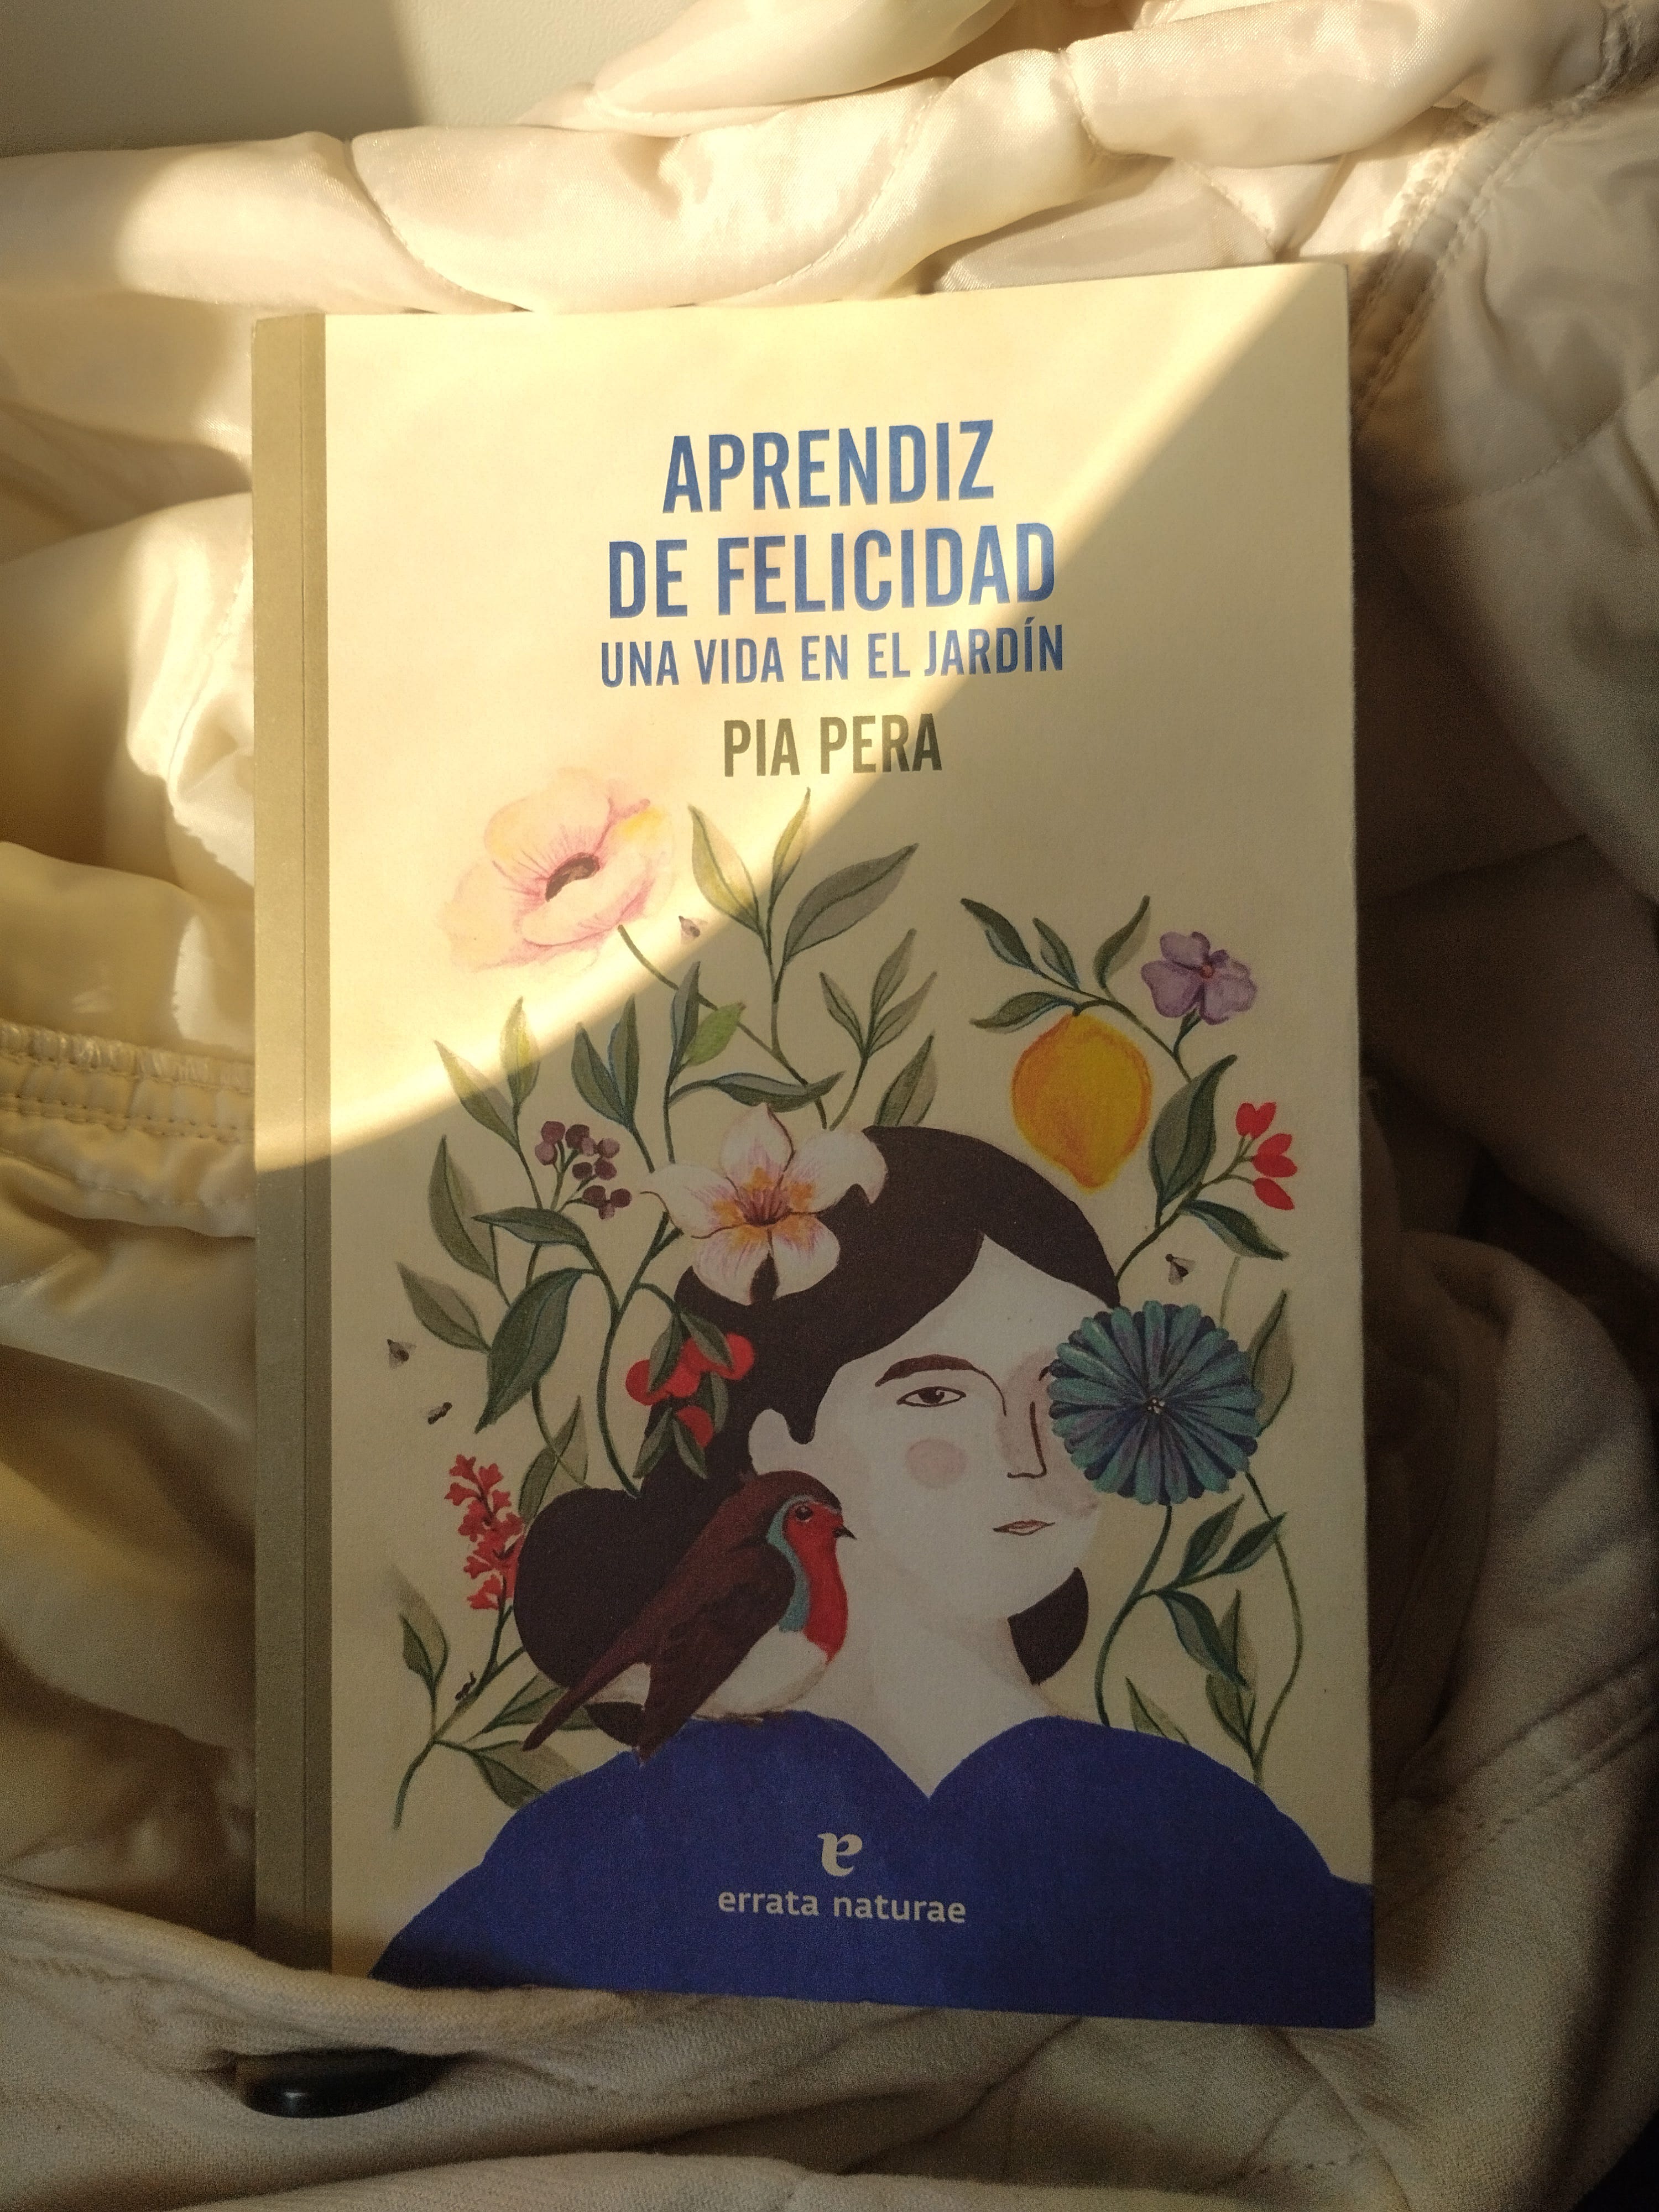 APRENDIZ
DE FELICIDAD
UNA VIDA EN EL JARDÍN
PIA PERA
e
errata naturae